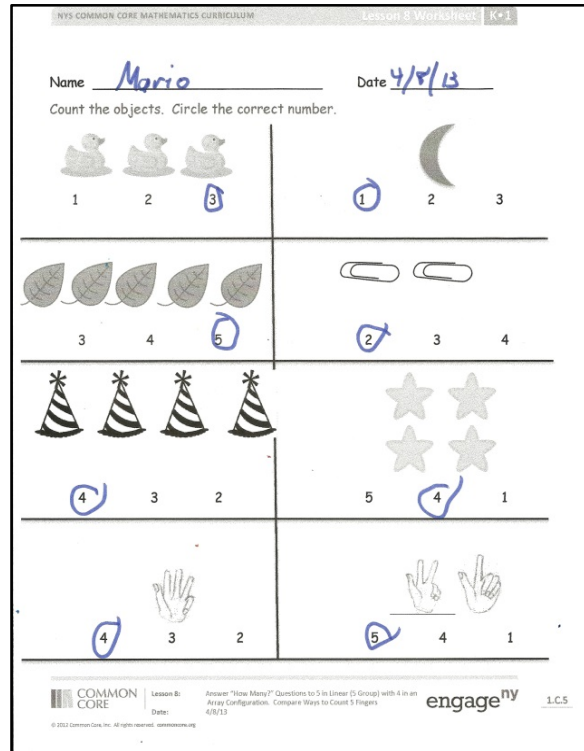 NYS COMMON CORE MATHEMATICS CURRICULUM Lesson 8 Worksheet K•1
Name Mario Date 4/8/13
Count the objects. Circle the correct number.
1 2 3
1 2 3
3 4 5
2 3 4
4 3 2
5 4 1
4 3 2
5 4 1
COMMON CORE
Lesson 8: Answer "How Many?" Questions to 5 in Linear (5 Group) with 4 in an
Array Configuration. Compare Ways to Count 5 Fingers
Date: 4/8/13
engage ny
1.C.5
© 2012 Common Core, Inc. All rights reserved. commoncore.org